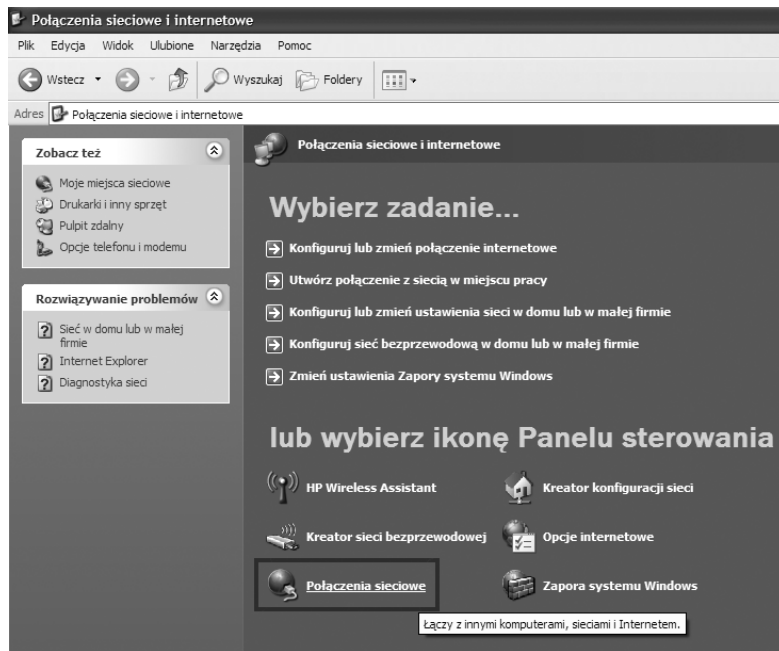 Połączenia sieciowe i internetowe
Plik Edycja Widok Ulubione Narzędzia Pomoc
Wstecz Wyszukaj Foldery
Adres Połączenia sieciowe i internetowe
Zobacz też
Moje miejsca sieciowe
Drukarki i inny sprzęt
Pulpit zdalny
Opcje telefonu i modemu
Rozwiązywanie problemów
Sieć w domu lub w małej
firmie
Internet Explorer
Diagnostyka sieci
Połączenia sieciowe i internetowe
Wybierz zadanie...
Konfiguruj lub zmień połączenie internetowe
Utwórz połączenie z siecią w miejscu pracy
Konfiguruj lub zmień ustawienia sieci w domu lub w małej firmie
Konfiguruj sieć bezprzewodową w domu lub w małej firmie
Zmień ustawienia Zapory systemu Windows
lub wybierz ikonę Panelu sterowania
HP Wireless Assistant
Kreator konfiguracji sieci
Kreator sieci bezprzewodowej
Opcje internetowe
Połączenia sieciowe
Zapora systemu Windows
Łączy z innymi komputerami, sieciami i Internetem.